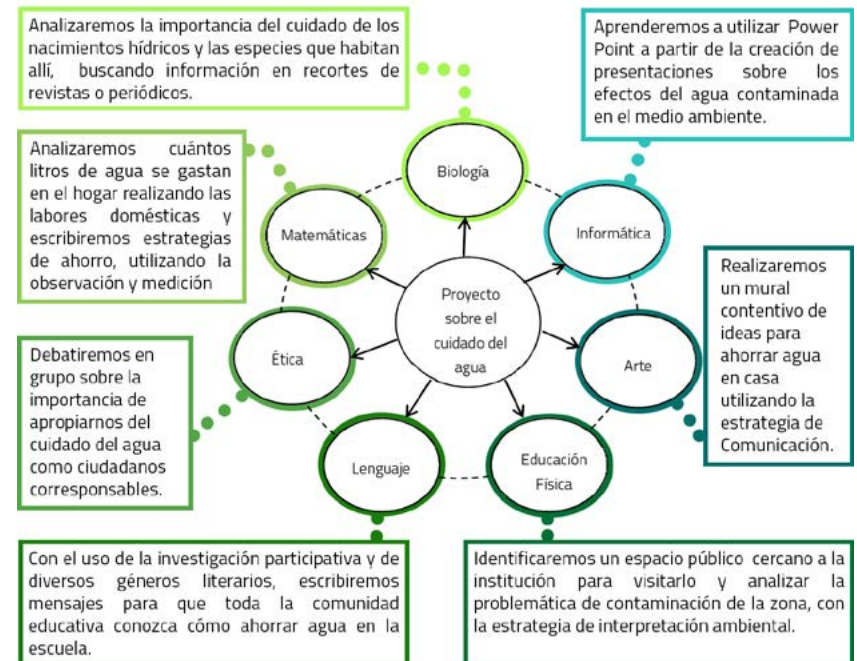 Analizaremos la importancia del cuidado de los
nacimientos hídricos y las especies que habitan
allí, buscando información en recortes de
revistas o periódicos.
Aprenderemos a utilizar Power
Point a partir de la creación de
presentaciones sobre los
efectos del agua contaminada
en el medio ambiente.
Analizaremos cuántos
litros de agua se gastan
en el hogar realizando las
labores domésticas y
escribiremos estrategias
de ahorro, utilizando la
observación y medición
Biología
Matemáticas
Informática
Proyecto
sobre el
cuidado del
agua
Realizaremos
un mural
contentivo de
ideas para
ahorrar agua
en casa
utilizando la
estrategia de
Comunicación.
Debatiremos en
grupo sobre la
importancia de
apropiarnos del
cuidado del agua
como ciudadanos
corresponsables.
Ética
Arte
Lenguaje
Educación
Física
Con el uso de la investigación participativa y de
diversos géneros literarios, escribiremos
mensajes para que toda la comunidad
educativa conozca cómo ahorrar agua en la
escuela.
Identificaremos un espacio público cercano a la
institución para visitarlo y analizar la
problemática de contaminación de la zona, con
la estrategia de interpretación ambiental.